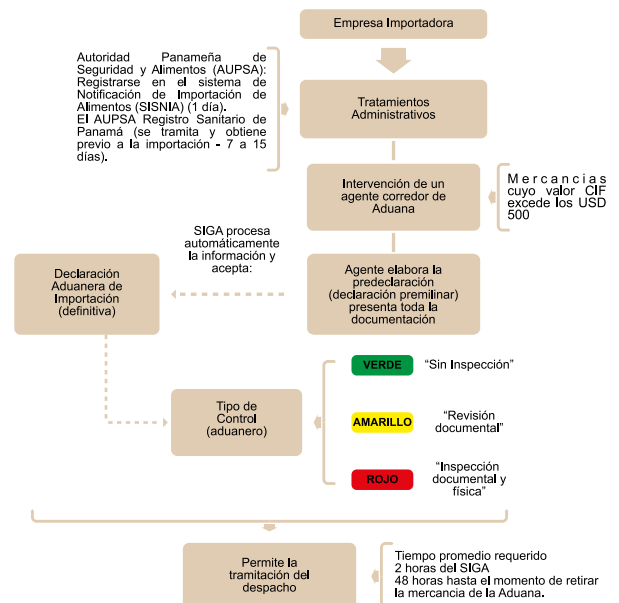 Empresa Importadora
Autoridad Panameña de
Seguridad y Alimentos (AUPSA):
Registrarse en el sistema de
Notificación de Importación de
Alimentos (SISNIA) (1 día).
El AUPSA Registro Sanitario de
Panamá (se tramita y obtiene
previo a la importación - 7 a 15
días).
Tratamientos
Administrativos
Intervención de un
agente corredor de
Aduana
Mercancias
cuyo valor CIF
excede los USD
500
SIGA procesa
automáticamente
la información y
acepta:
Agente elabora la
predeclaración
(declaración premilinar)
presenta toda la
documentación
Declaración
Aduanera de
Importación
(definitiva)
Tipo de
Control
(aduanero)
VERDE "Sin Inspección"
AMARILLO "Revisión
documental"
ROJO "Inspección
documental y
física"
Permite la
tramitación del
despacho
Tiempo promedio requerido
2 horas del SIGA
48 horas hasta el momento de retirar
la mercancia de la Aduana.